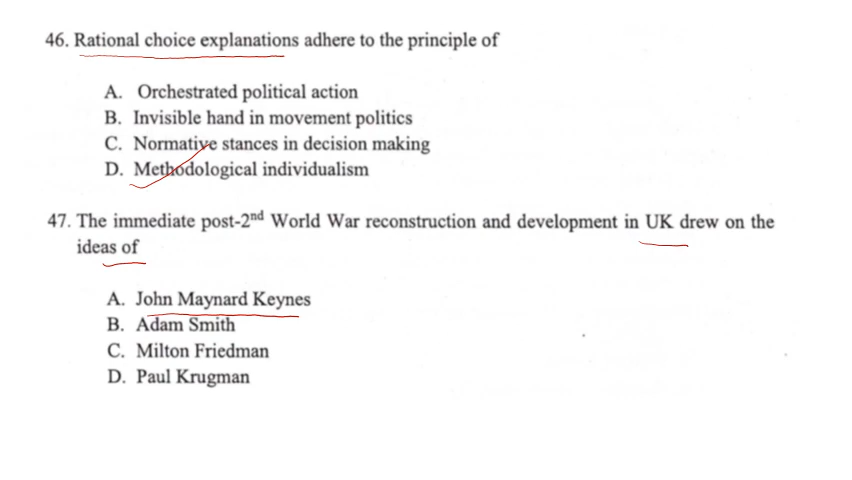 46. Rational choice explanations adhere to the principle of
A. Orchestrated political action
B. Invisible hand in movement politics
C. Normative stances in decision making
D. Methodological individualism
47. The immediate post-2nd World War reconstruction and development in UK drew on the
ideas of
A. John Maynard Keynes
B. Adam Smith
C. Milton Friedman
D. Paul Krugman